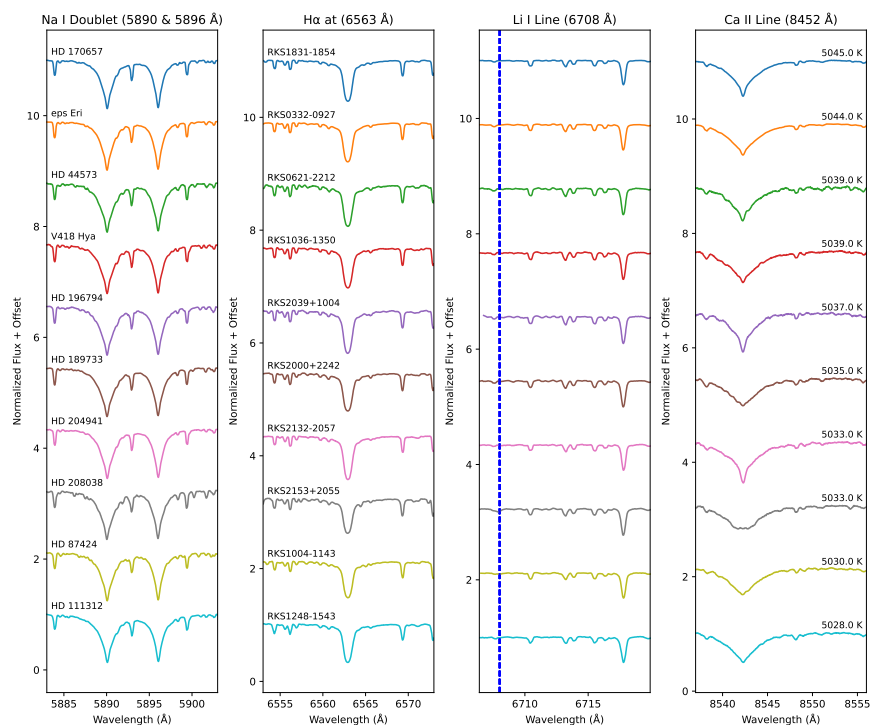 Na I Doublet (5890 & 5896 Å)
Hα at (6563 Å)
Li I Line (6708 Å)
Ca II Line (8452 Å)
HD 170657
eps Eri
HD 44573
V418 Hya
HD 196794
HD 189733
HD 204941
HD 208038
HD 87424
HD 111312
10
8
6
4
2
0
Normalized Flux + Offset
5885
5890
5895
5900
Wavelength (Å)
RKS1831-1854
RKS0332-0927
RKS0621-2212
RKS1036-1350
RKS2039+1004
RKS2000+2242
RKS2132-2057
RKS2153+2055
RKS1004-1143
RKS1248-1543
10
8
6
4
2
0
Normalized Flux + Offset
6555
6560
6565
6570
Wavelength (Å)
10
8
6
4
2
Normalized Flux + Offset
6710
6715
Wavelength (Å)
5045.0 K
5044.0 K
5039.0 K
5039.0 K
5037.0 K
5035.0 K
5033.0 K
5033.0 K
5030.0 K
5028.0 K
10
8
6
4
2
0
Normalized Flux + Offset
8540
8545
8550
8555
Wavelength (Å)